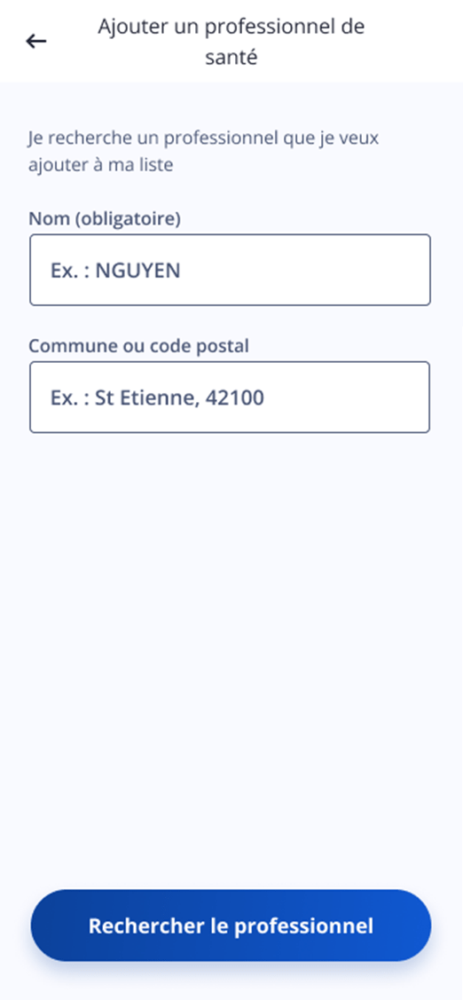 Ajouter un professionnel de
santé
Je recherche un professionnel que je veux
ajouter à ma liste
Nom (obligatoire)
Ex. : NGUYEN
Commune ou code postal
Ex. : St Etienne, 42100
Rechercher le professionnel